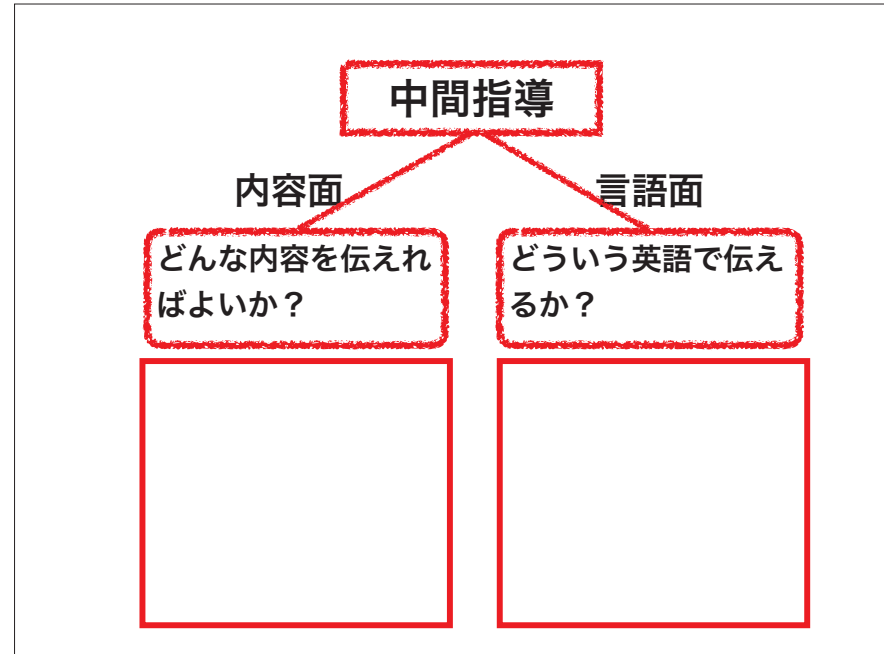 中間指導
内容面
言語面
どんな内容を伝えれ
ばよいか？
どういう英語で伝え
るか？